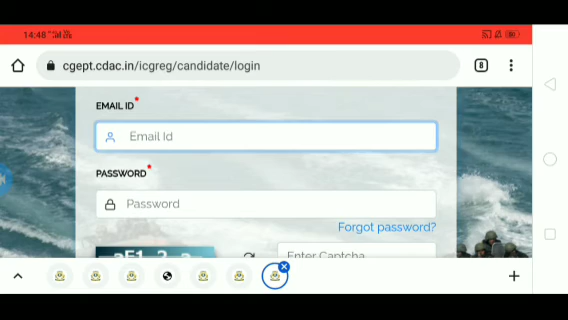 14:48
cgept.cdac.in/icgreg/candidate/login
8
EMAIL ID*
Email Id
PASSWORD*
Password
Forgot password?
Enter Captcha